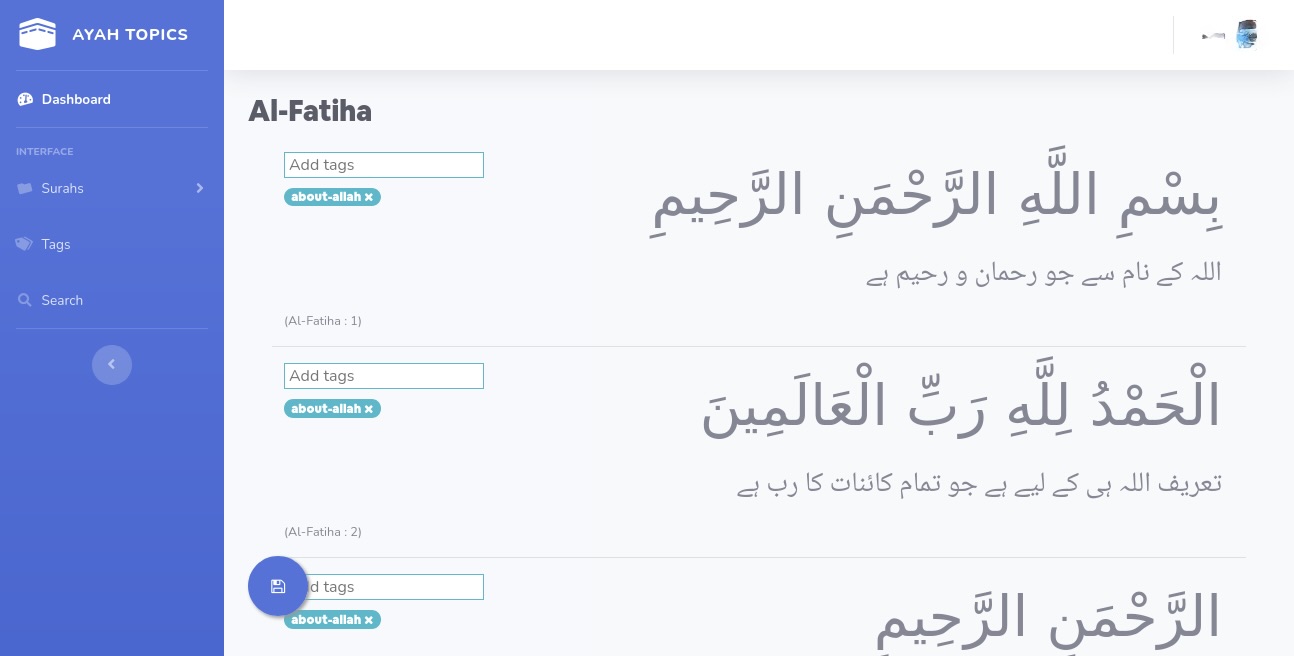 AYAH TOPICS
Dashboard
INTERFACE
Surahs
Tags
Search
Al-Fatiha
Add tags
about-allah ×
بِسْمِ اللَّهِ الرَّحْمَنِ الرَّحِيمِ
اللہ کے نام سے جو رحمان و رحیم ہے
(Al-Fatiha : 1)
Add tags
about-allah ×
الْحَمْدُ لِلَّهِ رَبِّ الْعَالَمِينَ
تعریف اللہ ہی کے لیے ہے جو تمام کائنات کا رب ہے
(Al-Fatiha : 2)
d tags
about-allah ×
الرَّحْمَنِ الرَّحِيمِ